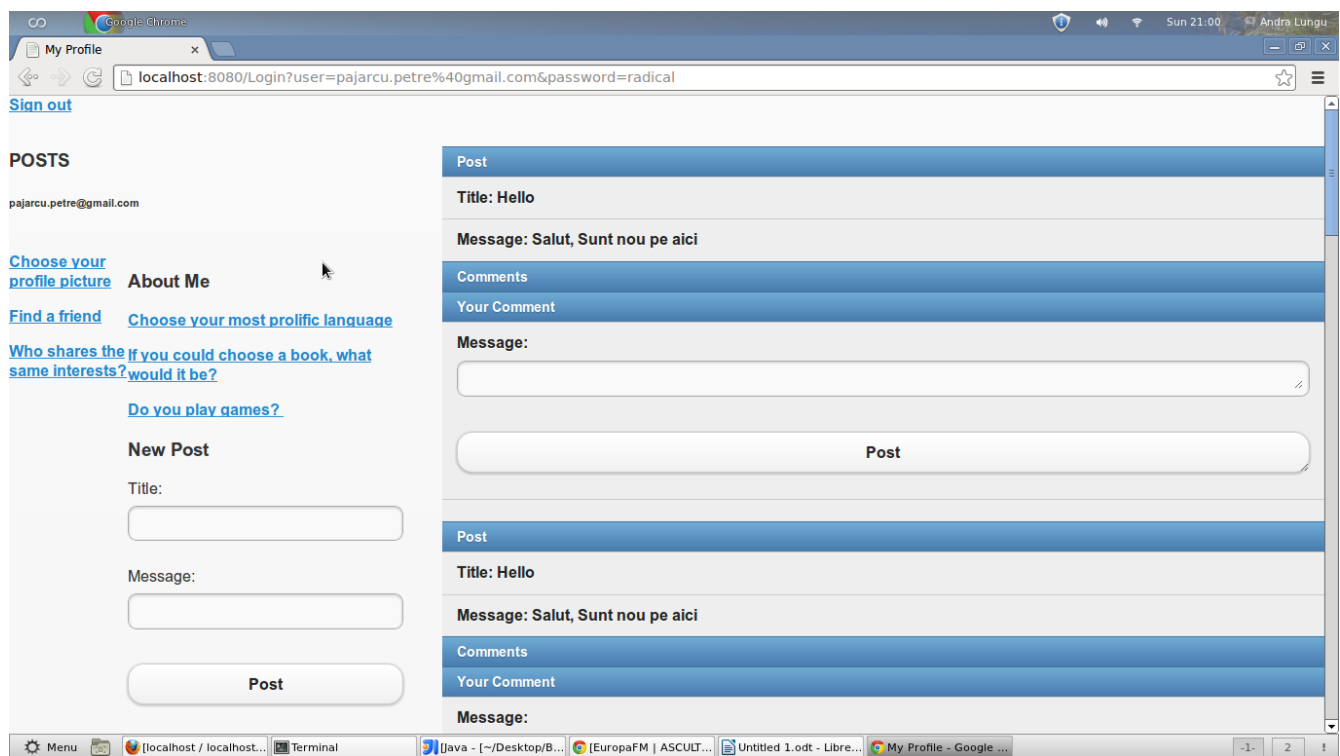 Google Chrome
Sun 21:00
Andra Lungu
My Profile
localhost:8080/Login?user=pajarcu.petre%40gmail.com&password=radical
Sign out
POSTS
pajarcu.petre@gmail.com
Choose your
profile picture
Find a friend
Who shares the
same interests?
About Me
Choose your most prolific language
If you could choose a book, what
would it be?
Do you play games?
New Post
Title:
Message:
Post
Post
Title: Hello
Message: Salut, Sunt nou pe aici
Comments
Your Comment
Message:
Post
Post
Title: Hello
Message: Salut, Sunt nou pe aici
Comments
Your Comment
Message:
Menu
[localhost / localhost...
Terminal
[Java - [~/Desktop/B...
[EuropaFM | ASCULT...
Untitled 1.odt - Libre...
My Profile - Google ...
-1-
2